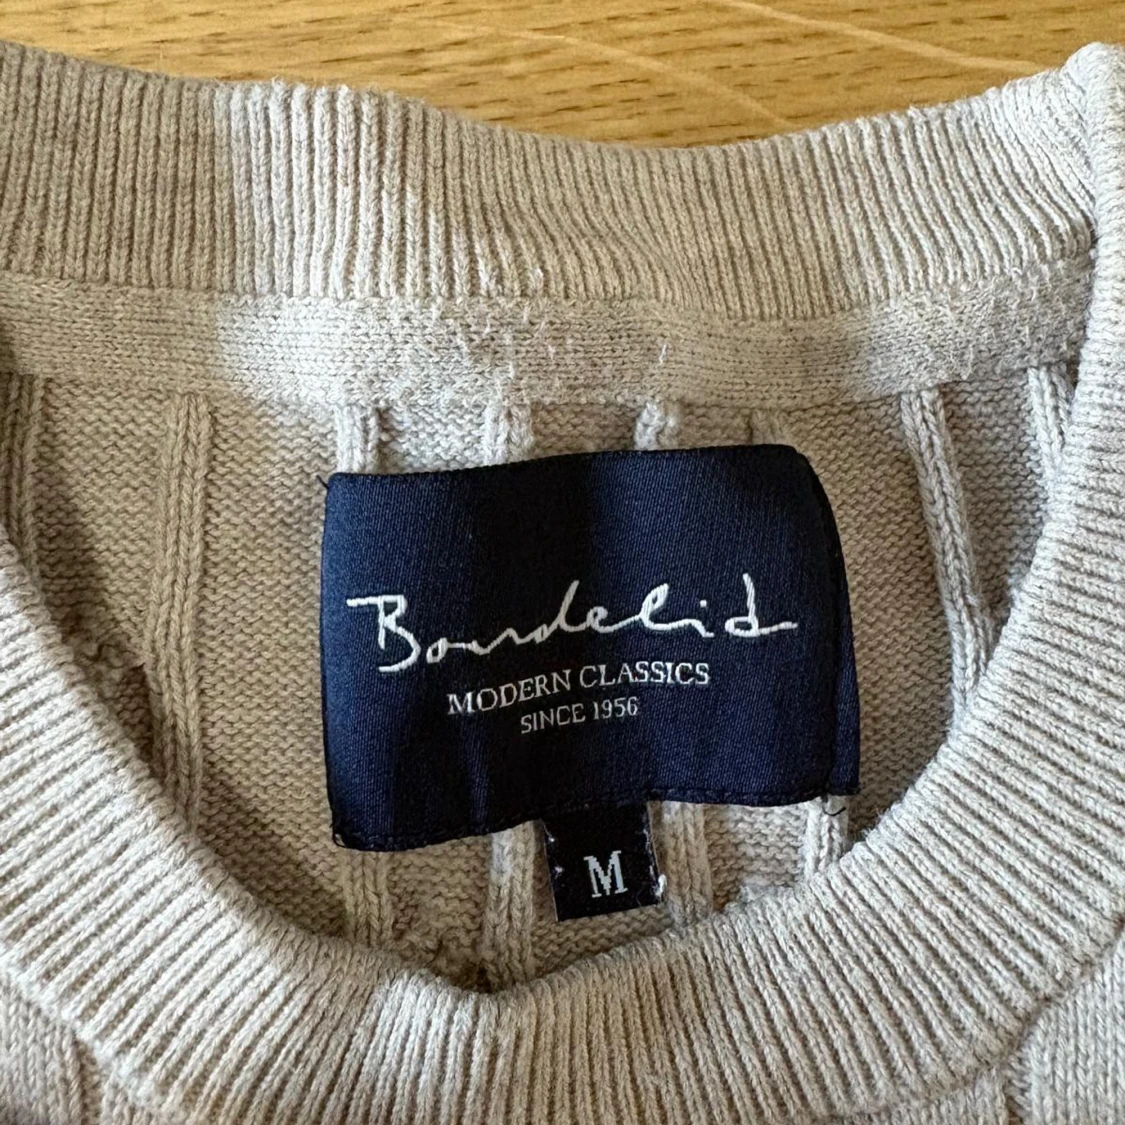 Bondelid
MODERN CLASSICS
SINCE 1956
M